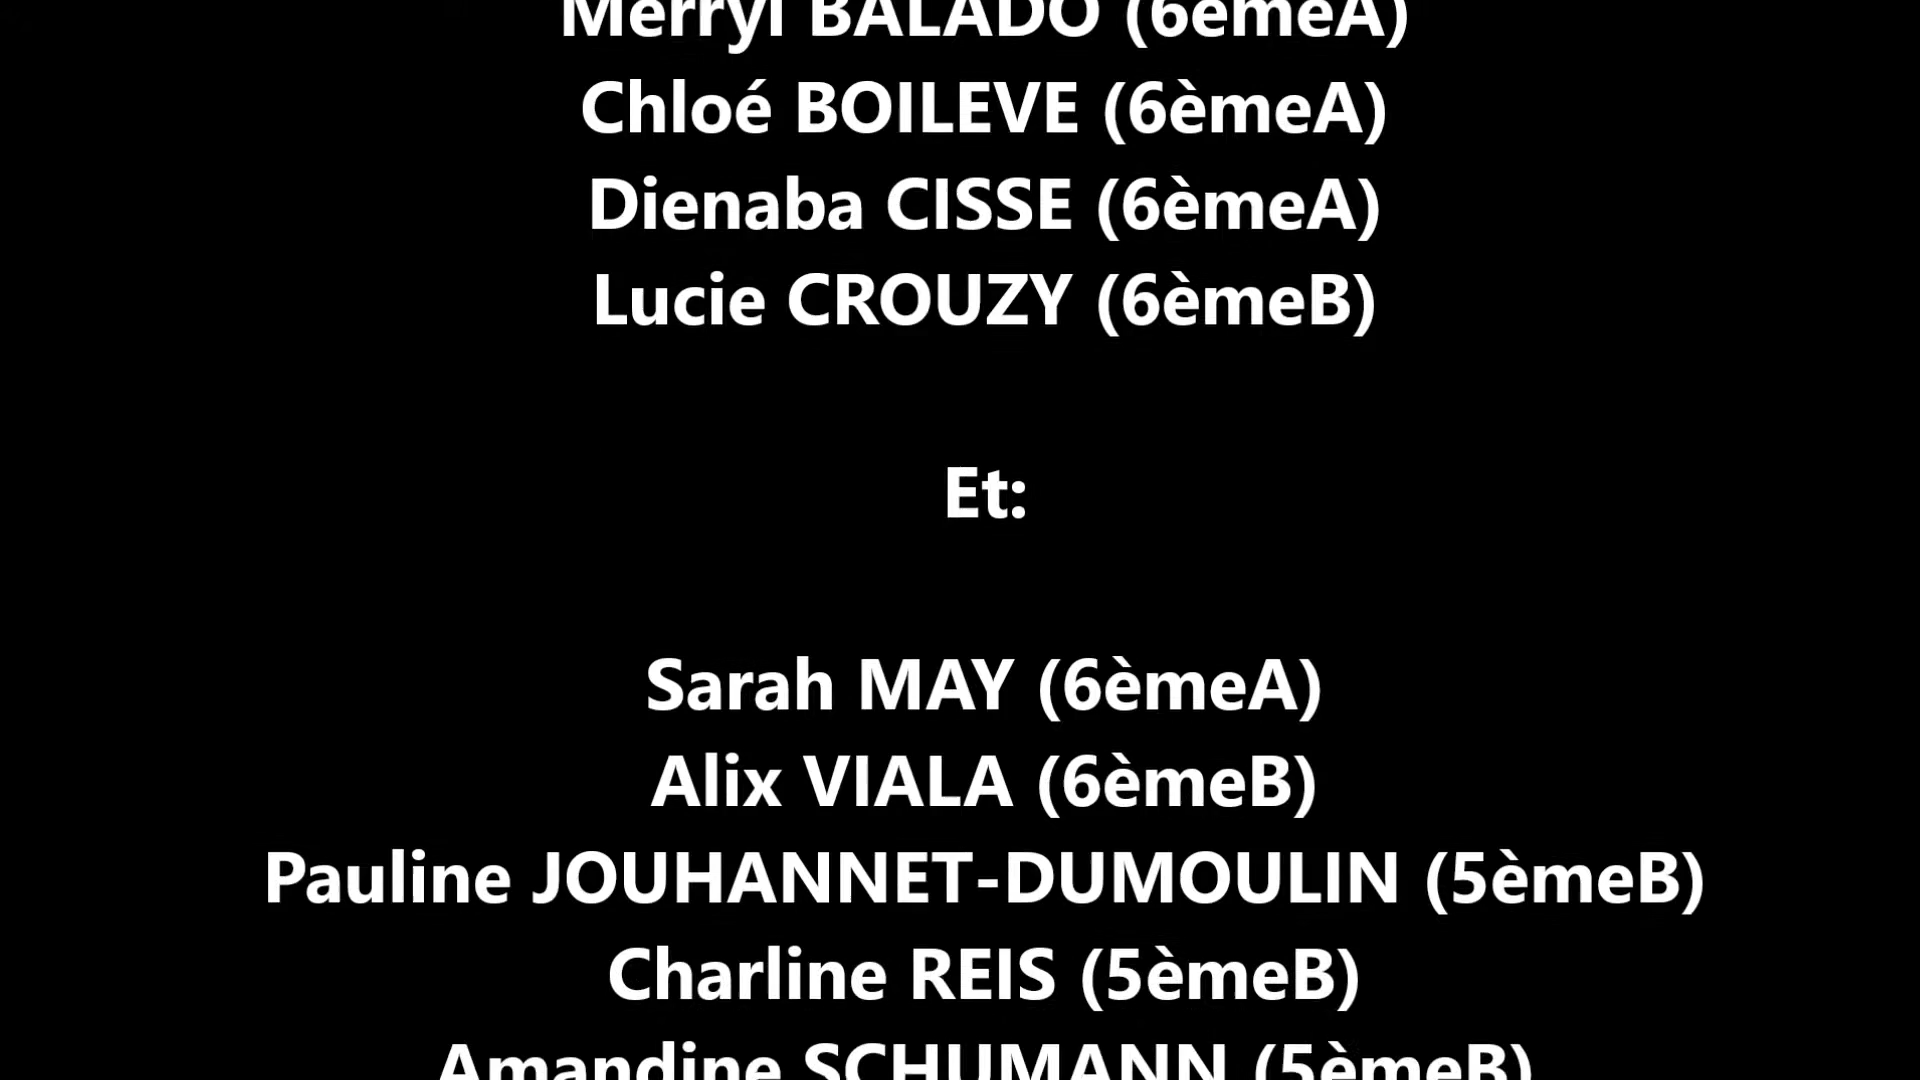 Merryl BALADO (6èmeA)
Chloé BOILEVE (6èmeA)
Dienaba CISSE (6èmeA)
Lucie CROUZY (6èmeB)
Et:
Sarah MAY (6èmeA)
Alix VIALA (6èmeB)
Pauline JOUHANNET-DUMOULIN (5èmeB)
Charline REIS (5èmeB)
Amandine SCHUMANN (5èmeB)